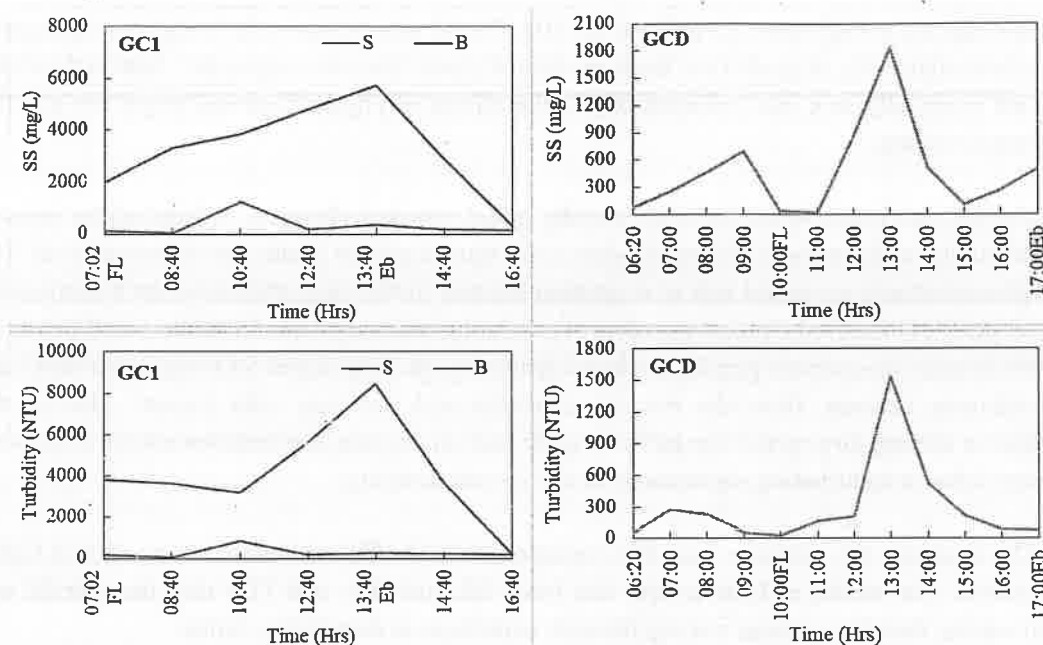 GC1
S
B
8000
6000
4000
2000
0
SS (mg/L)
07:02
FL
08:40
10:40
12:40
13:40
Eb
14:40
16:40
Time (Hrs)
GCD
2100
1800
1500
1200
900
600
300
0
SS (mg/L)
06:20
07:00
08:00
09:00
10:00FL
11:00
12:00
13:00
14:00
15:00
16:00
17:00Eb
Time (Hrs)
GC1
S
B
10000
8000
6000
4000
2000
0
Turbidity (NTU)
07:02
FL
08:40
10:40
12:40
13:40
Eb
14:40
16:40
Time (Hrs)
GCD
1800
1500
1200
900
600
300
0
Turbidity (NTU)
06:20
07:00
08:00
09:00
10:00FL
11:00
12:00
13:00
14:00
15:00
16:00
17:00Eb
Time (Hrs)